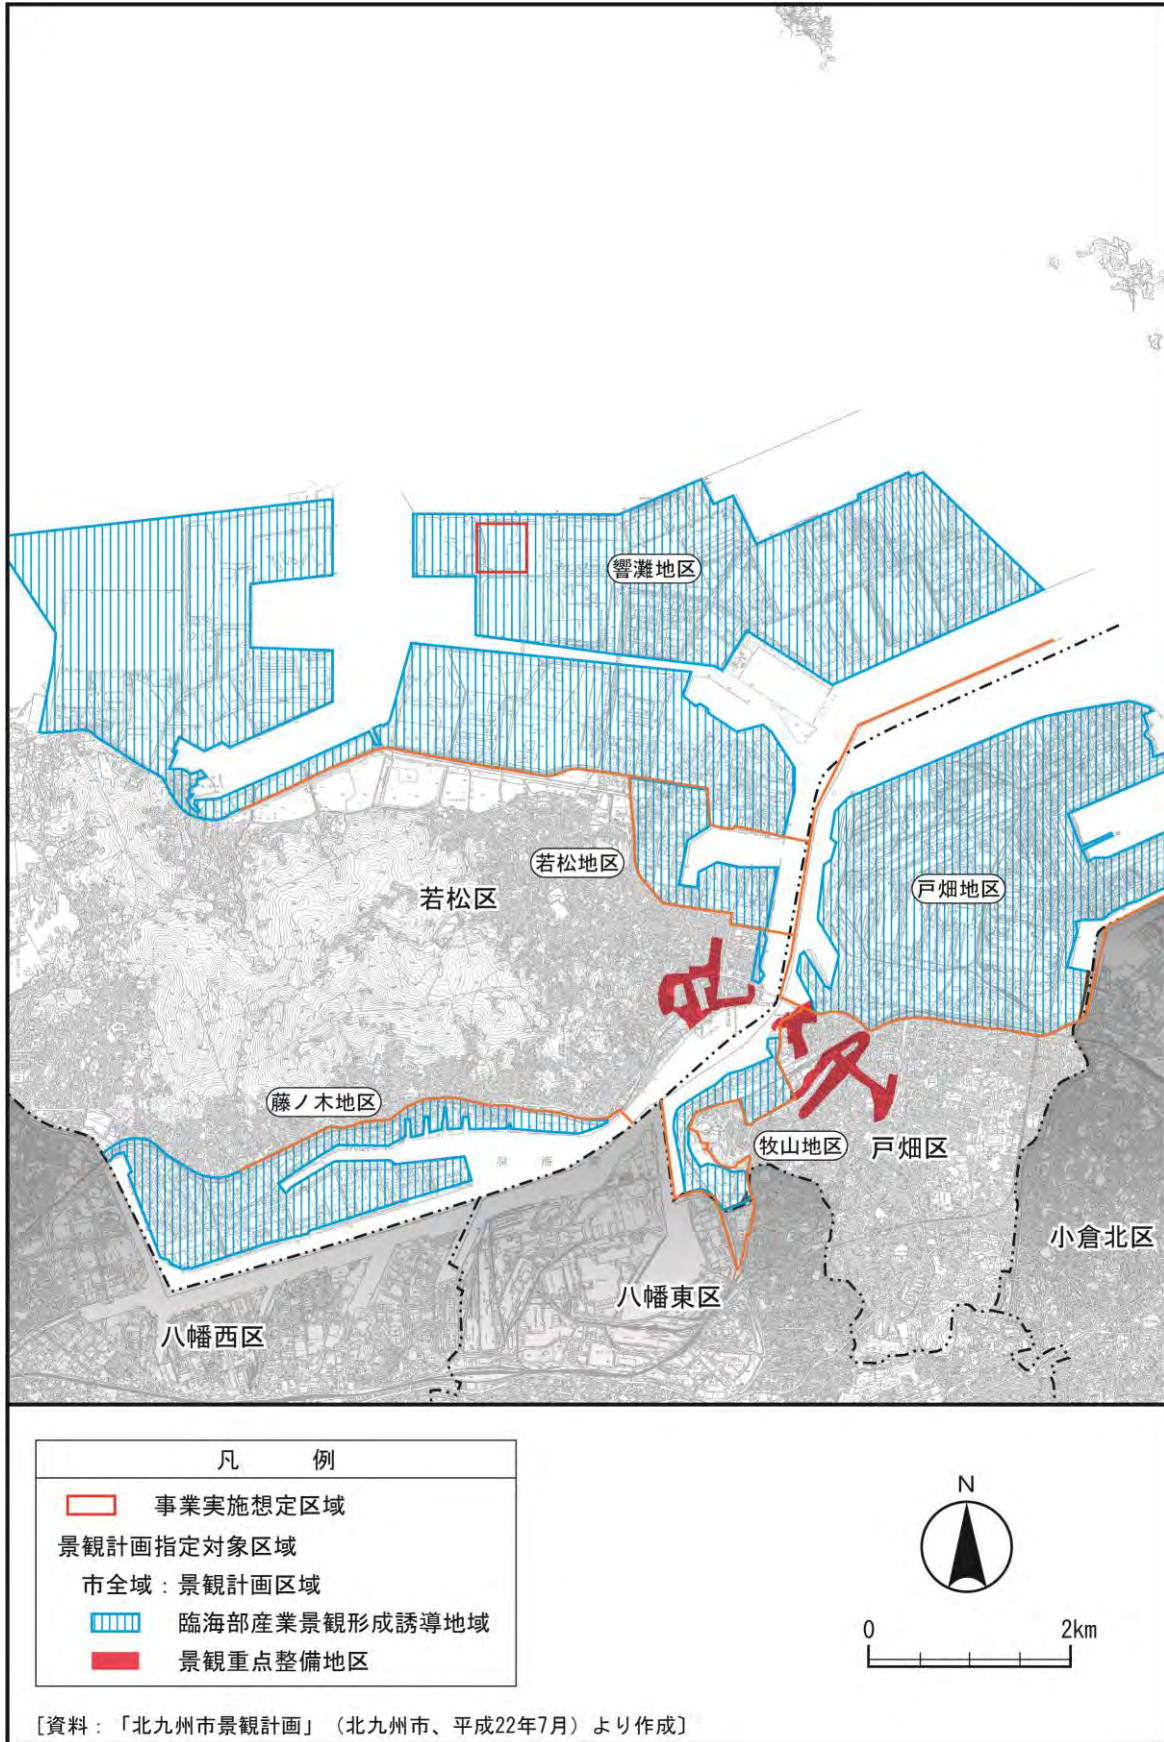 響灘地区
若松地区
若松区
戸畑地区
藤ノ木地区
牧山地区
戸畑区
小倉北区
八幡東区
八幡西区
凡 例
事業実施想定区域
景観計画指定対象区域
市全域：景観計画区域
臨海部産業景観形成誘導地域
景観重点整備地区
N
0 2km
［資料：「北九州市景観計画」（北九州市、平成22年7月）より作成］